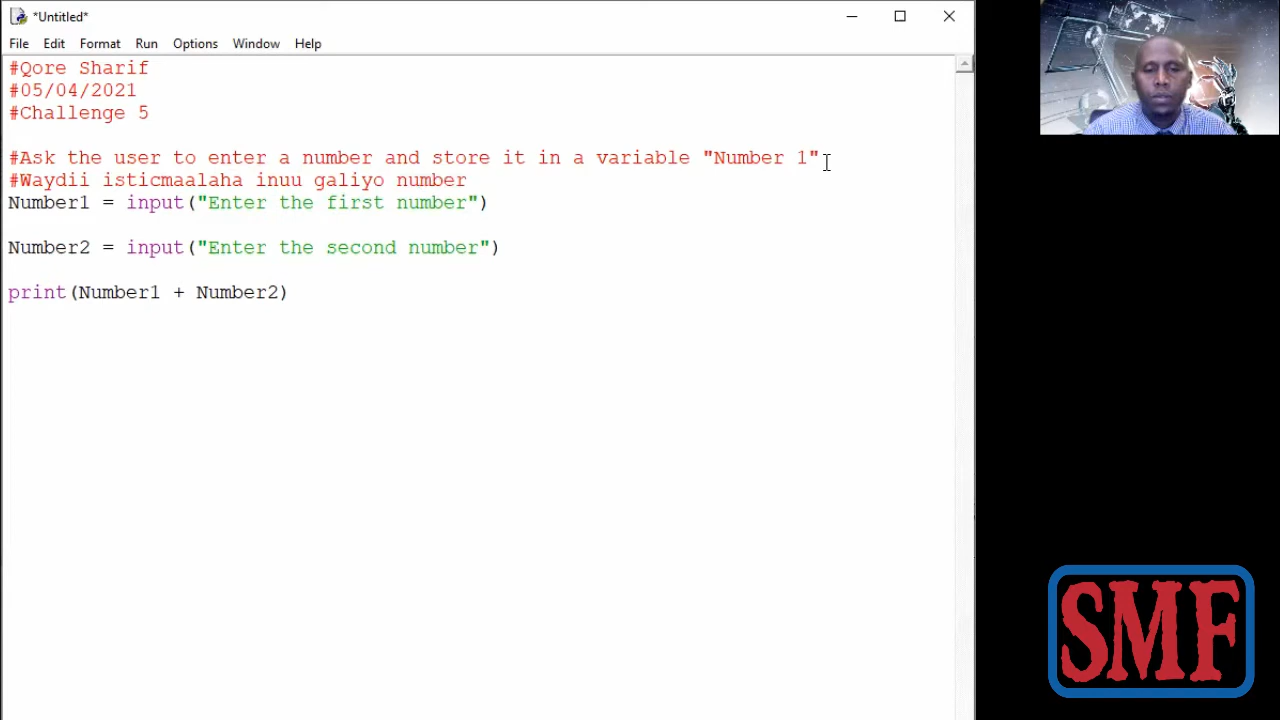 *Untitled*
File Edit Format Run Options Window Help
#Qore Sharif
#05/04/2021
#Challenge 5
#Ask the user to enter a number and store it in a variable "Number 1"
#Waydii isticmaalaha inuu galiyo number
Number1 = input("Enter the first number")
Number2 = input("Enter the second number")
print(Number1 + Number2)
SMF